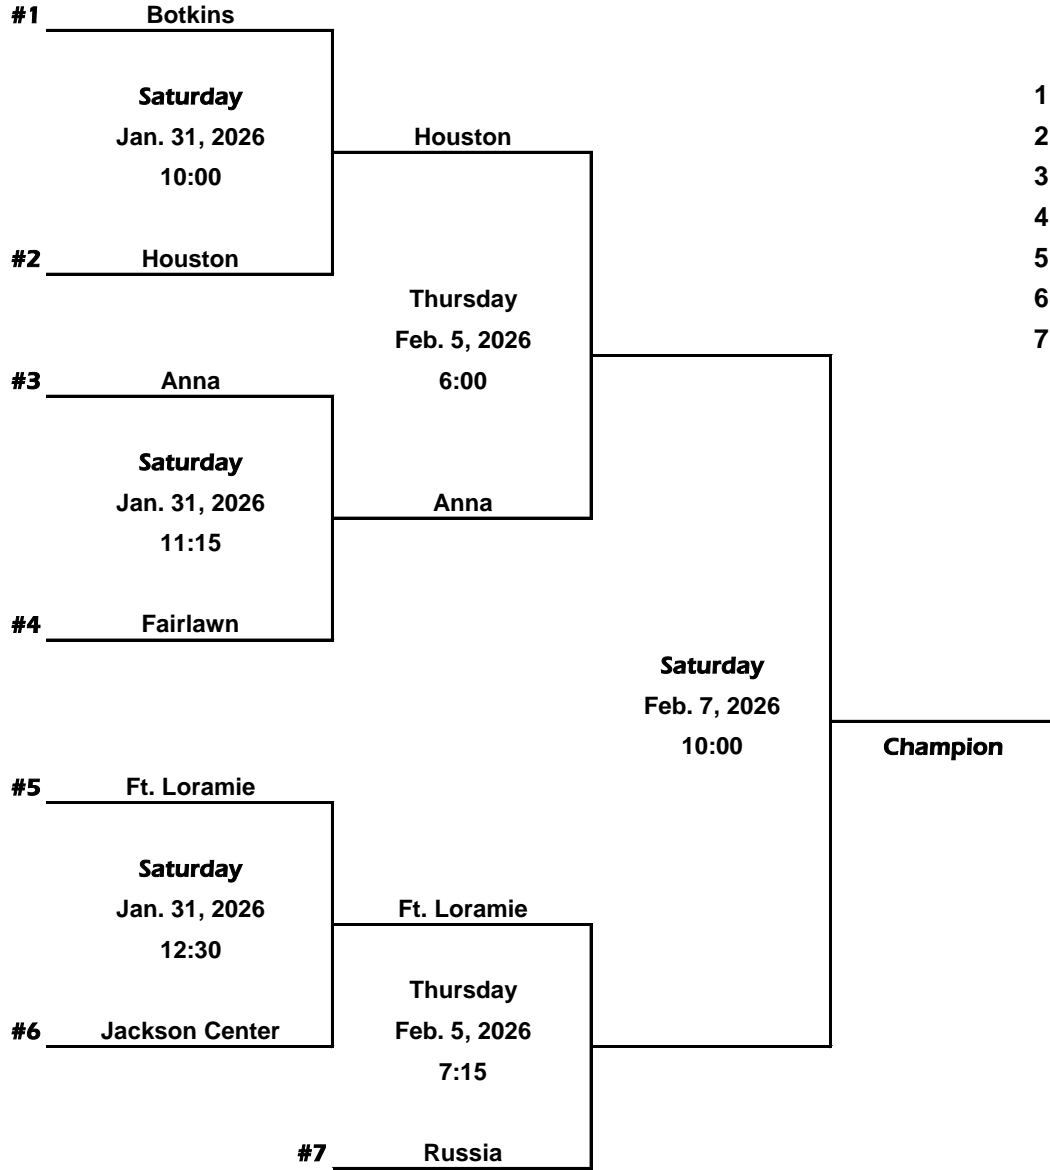 #1 Botkins
Saturday
Jan. 31, 2026
10:00
Houston
#2 Houston
Thursday
Feb. 5, 2026
6:00
#3 Anna
Saturday
Jan. 31, 2026
11:15
Anna
#4 Fairlawn
Saturday
Feb. 7, 2026
10:00
Champion
#5 Ft. Loramie
Saturday
Jan. 31, 2026
12:30
Ft. Loramie
#6 Jackson Center
Thursday
Feb. 5, 2026
7:15
#7 Russia
1
2
3
4
5
6
7